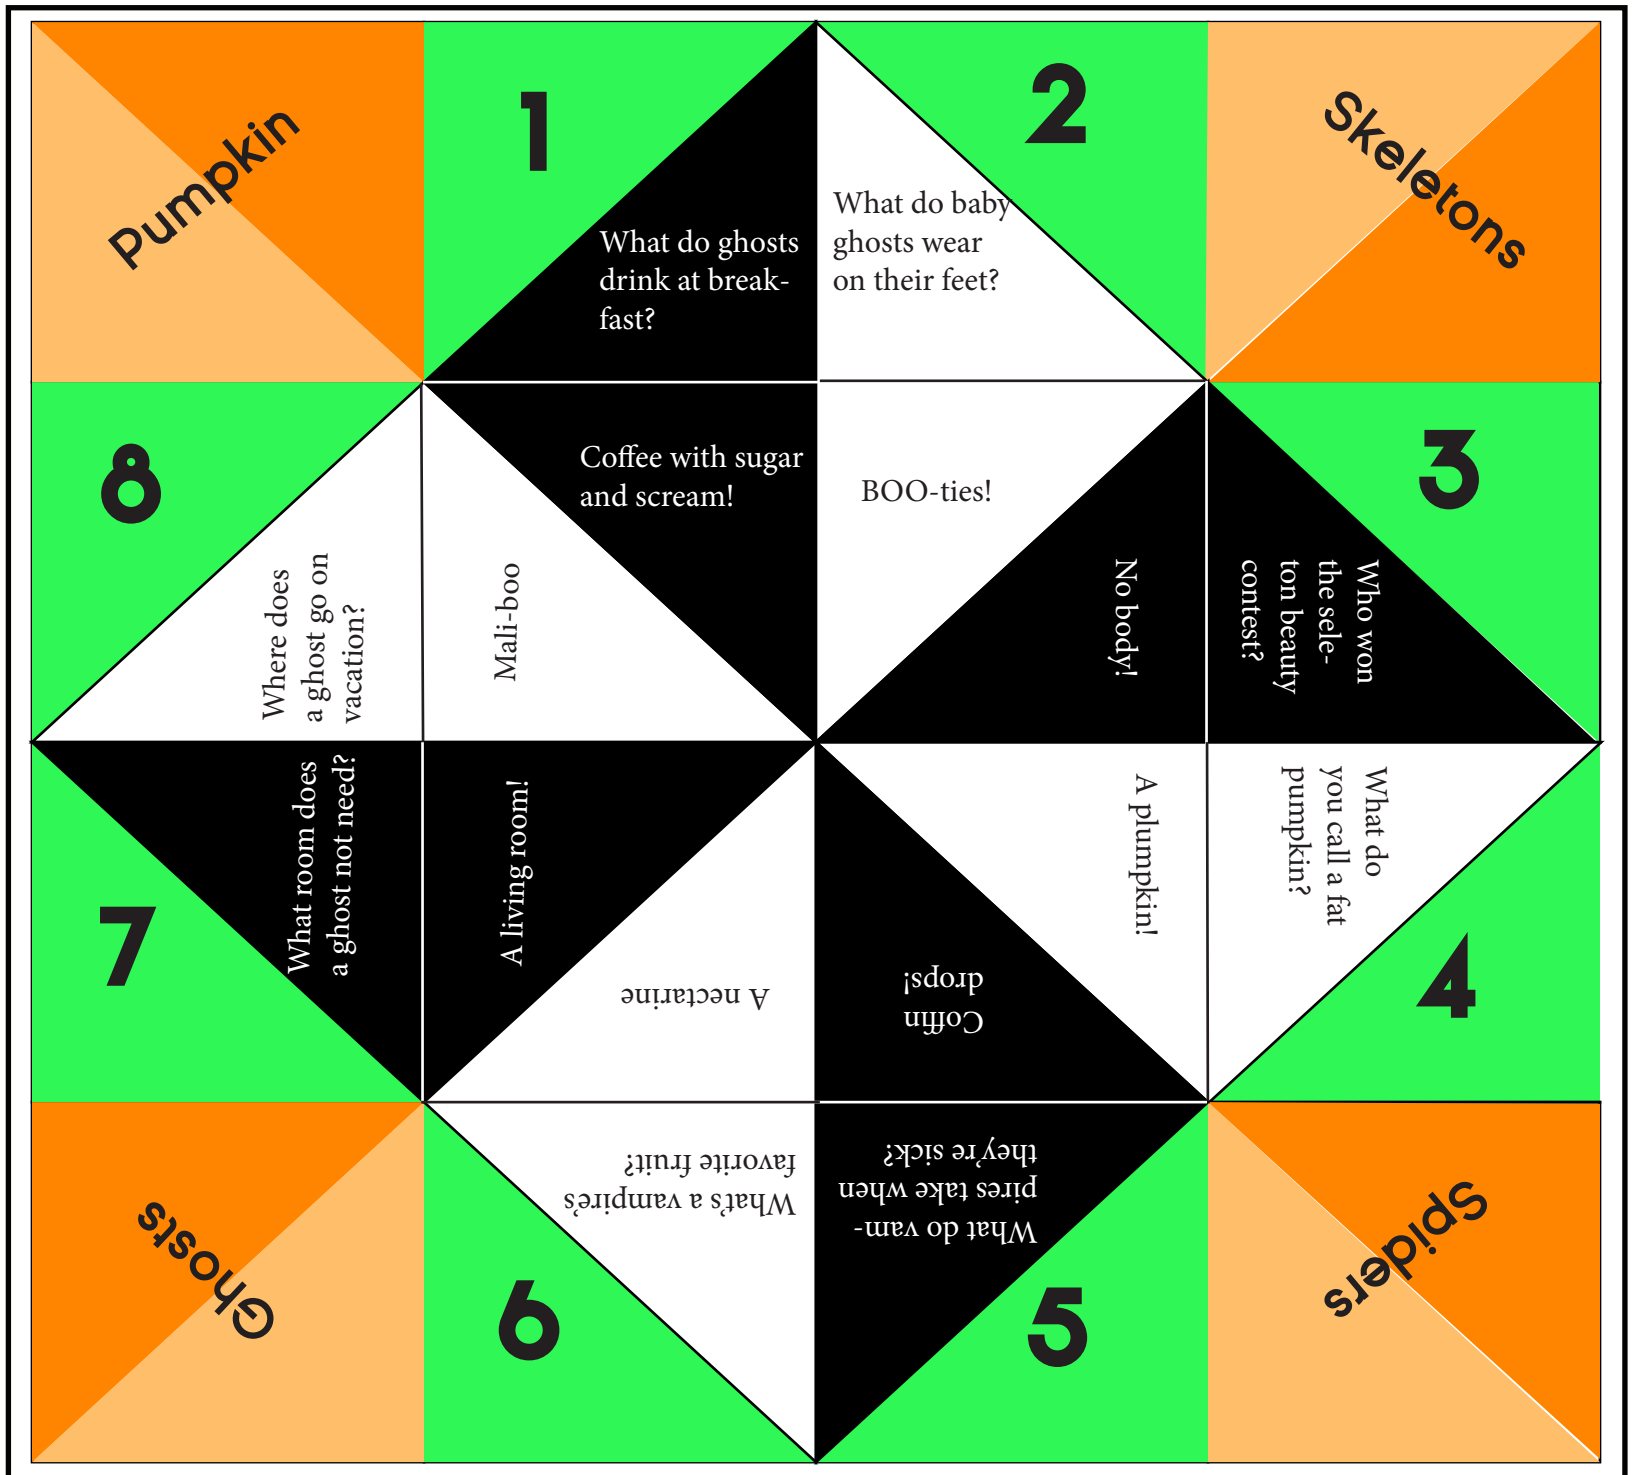 Pumpkin
1
2
Skeletons
What do ghosts
drink at break-
fast?
What do baby
ghosts wear
on their feet?
8
Coffee with sugar
and scream!
BOO-ties!
3
Where does
a ghost go on
vacation?
Mali-boo
No body!
Who won
the sele-
ton beauty
contest?
7
What room does
a ghost not need?
A living room!
A nectarine
Coffin
drops!
A plumpkin!
What do
you call a fat
pumpkin?
4
Ghosts
6
What's a vampire's
favorite fruit?
What do vam-
pires take when
they're sick?
5
Spiders